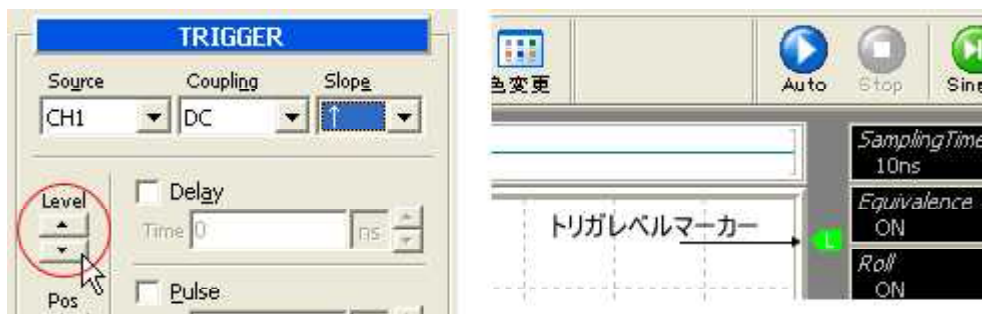 TRIGGER
Source Coupling Slope
CH1 DC ↑
Level
Delay
Time 0 ns
Pos
Pulse
色変更
Auto Stop
SamplingTime
10ns
Equivalence
ON
トリガレベルマーカー
L
Roll
ON